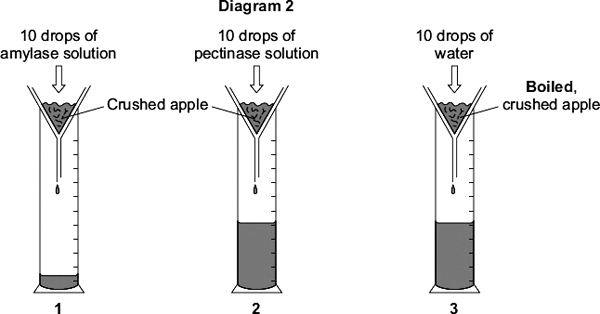 Diagram 2
10 drops of
amylase solution
10 drops of
pectinase solution
10 drops of
water
Crushed apple
Boiled,
crushed apple
1
2
3